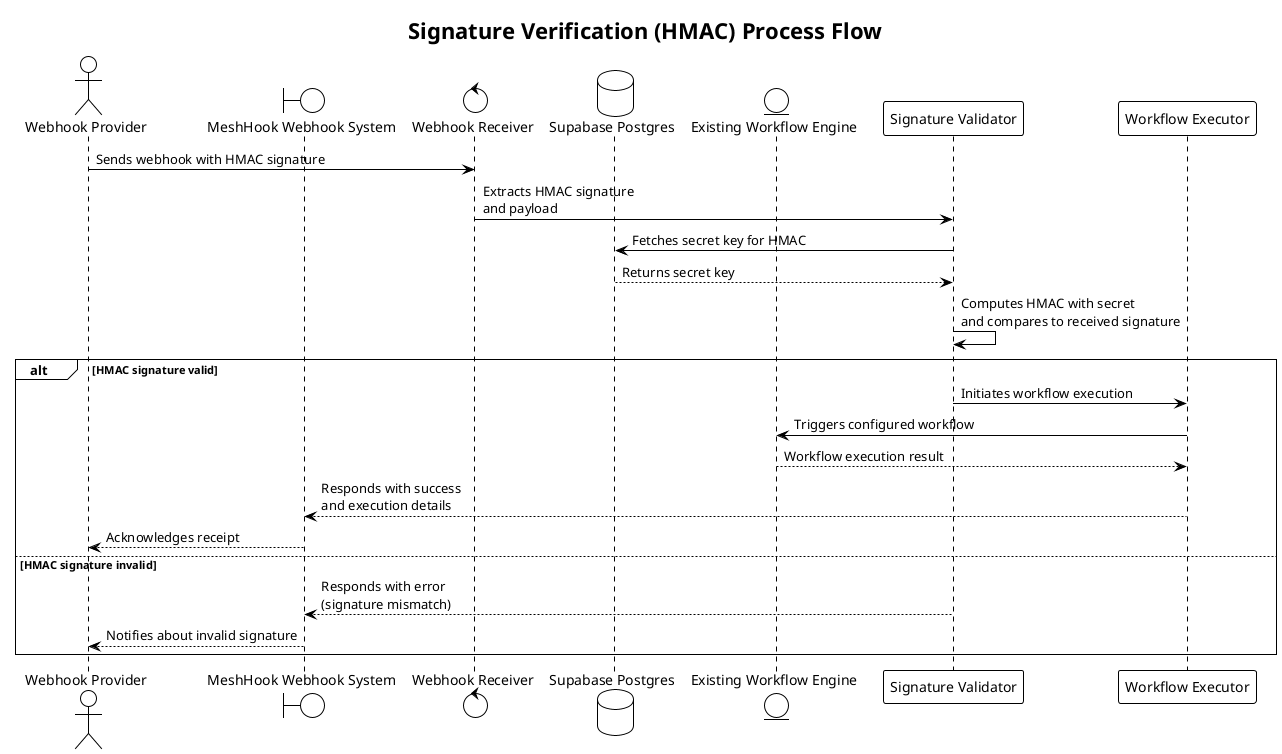 Signature Verification (HMAC) Process Flow
Webhook Provider
MeshHook Webhook System
Webhook Receiver
Supabase Postgres
Existing Workflow Engine
Signature Validator
Workflow Executor
Sends webhook with HMAC signature
Extracts HMAC signature
and payload
Fetches secret key for HMAC
Returns secret key
Computes HMAC with secret
and compares to received signature
alt
[HMAC signature valid]
Initiates workflow execution
Triggers configured workflow
Workflow execution result
Responds with success
and execution details
Acknowledges receipt
[HMAC signature invalid]
Responds with error
(signature mismatch)
Notifies about invalid signature
Webhook Provider
MeshHook Webhook System
Webhook Receiver
Supabase Postgres
Existing Workflow Engine
Signature Validator
Workflow Executor